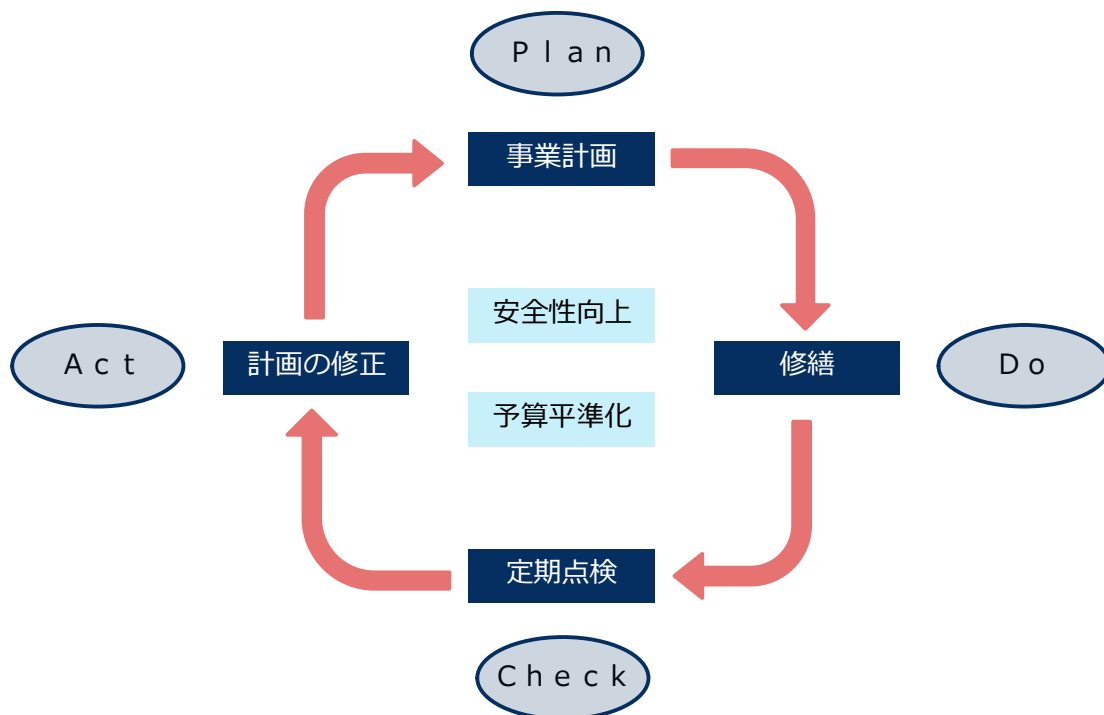 Ｐｌａｎ
事業計画
安全性向上
Ａｃｔ
計画の修正
修繕
Ｄｏ
予算平準化
定期点検
Ｃｈｅｃｋ